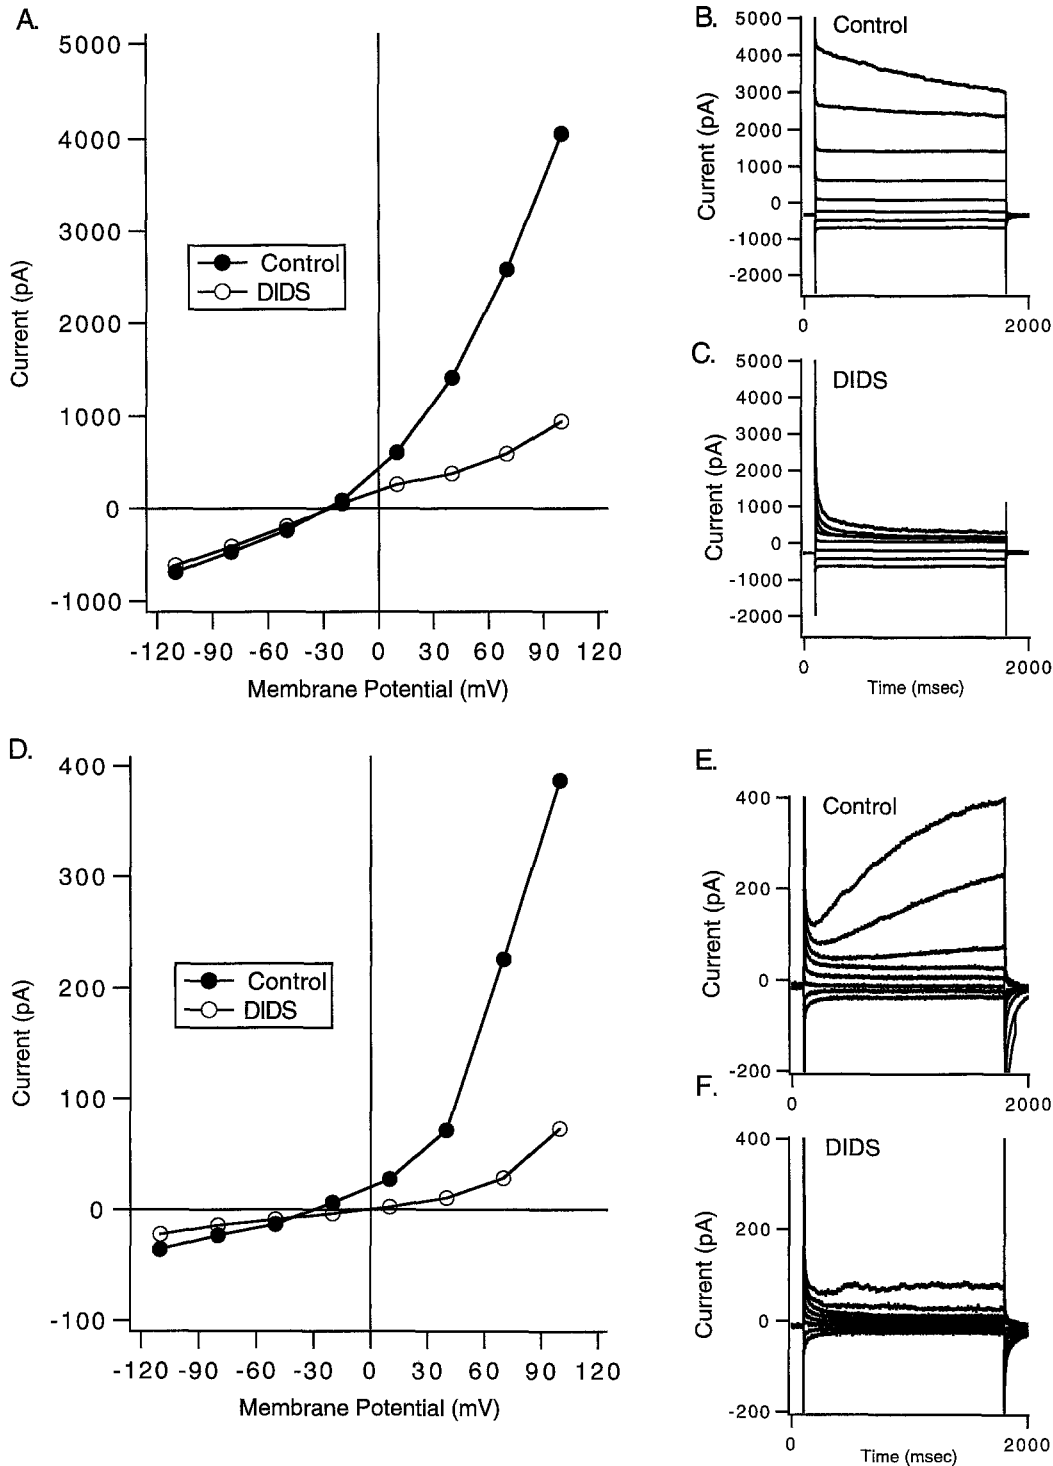 A.
5000
4000
3000
2000
1000
0
-1000
Current (pA)
Control
DIDS
-120 -90 -60 -30 0 30 60 90 120
Membrane Potential (mV)
B.
Control
5000
4000
3000
2000
1000
0
-1000
-2000
Current (pA)
0 2000
C.
DIDS
5000
4000
3000
2000
1000
0
-1000
-2000
Current (pA)
0 2000
Time (msec)
D.
400
300
200
100
0
-100
Current (pA)
Control
DIDS
-120 -90 -60 -30 0 30 60 90 120
Membrane Potential (mV)
E.
Control
400
200
0
-200
Current (pA)
0 2000
F.
DIDS
400
200
0
-200
Current (pA)
0 2000
Time (msec)